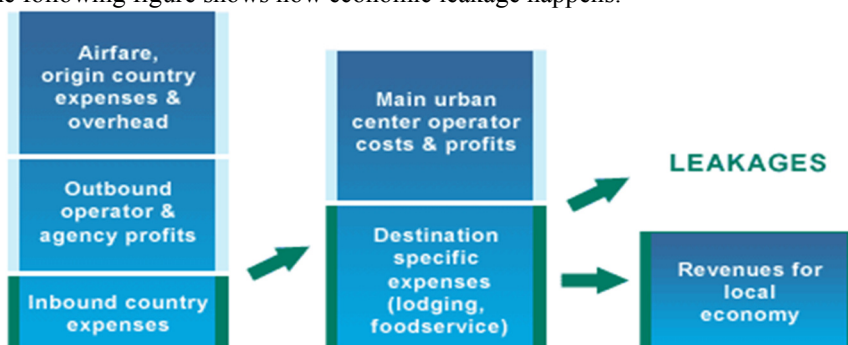 following figure shows how economic leakage happens.
Airfare,
origin country
expenses &
overhead
Outbound
operator &
agency profits
Inbound country
expenses
Main urban
center operator
costs & profits
Destination
specific
expenses
(lodging,
foodservice)
LEAKAGES
Revenues for
local
economy